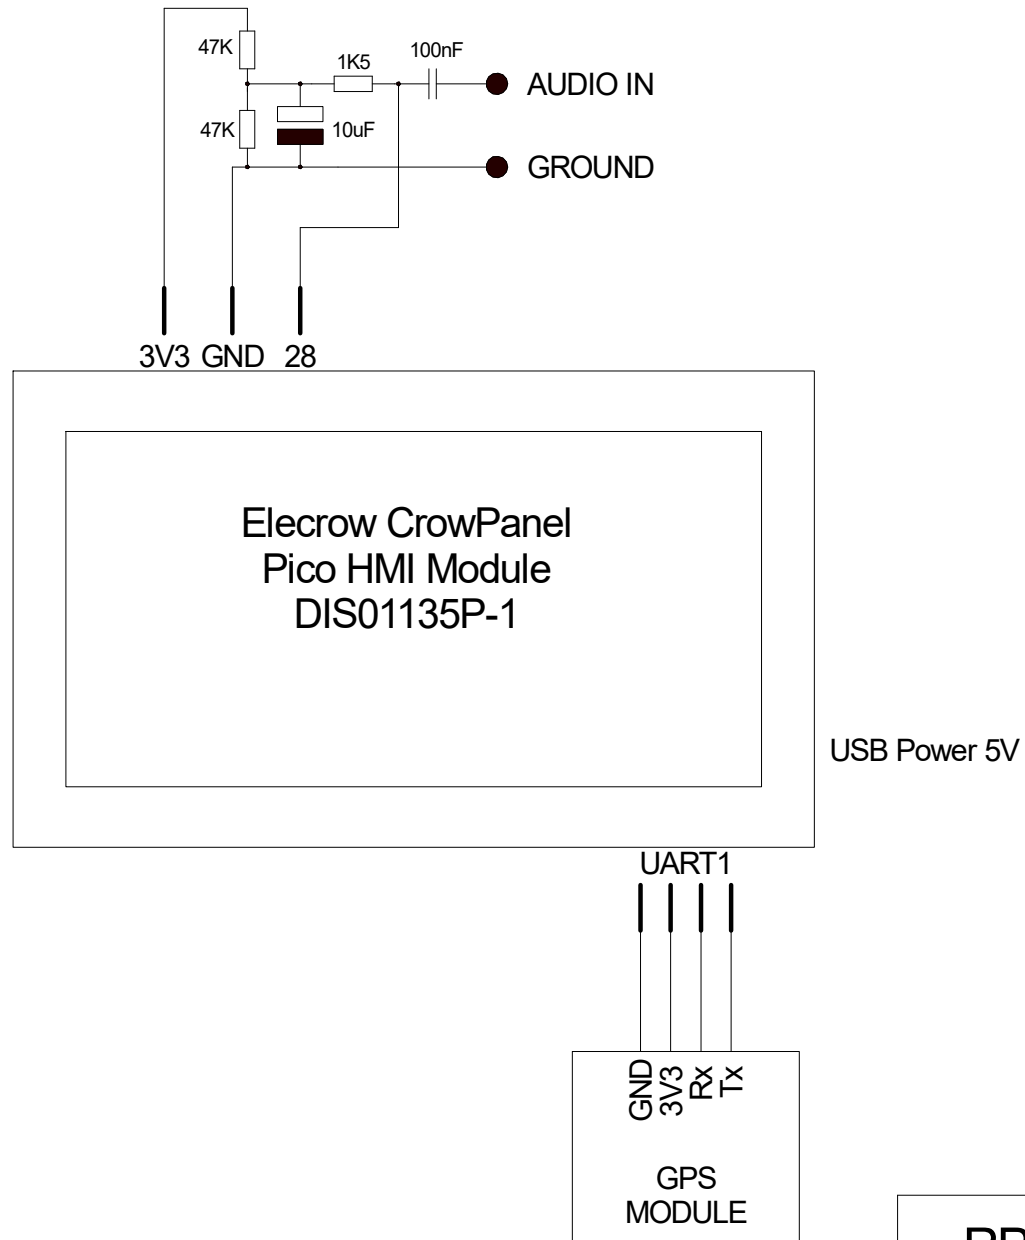 47K
1K5
100nF
AUDIO IN
47K
10uF
GROUND
3V3 GND 28
Elecrow CrowPanel
Pico HMI Module
DIS01135P-1
USB Power 5V
UART1
GND
3V3
Rx
Tx
GPS
MODULE